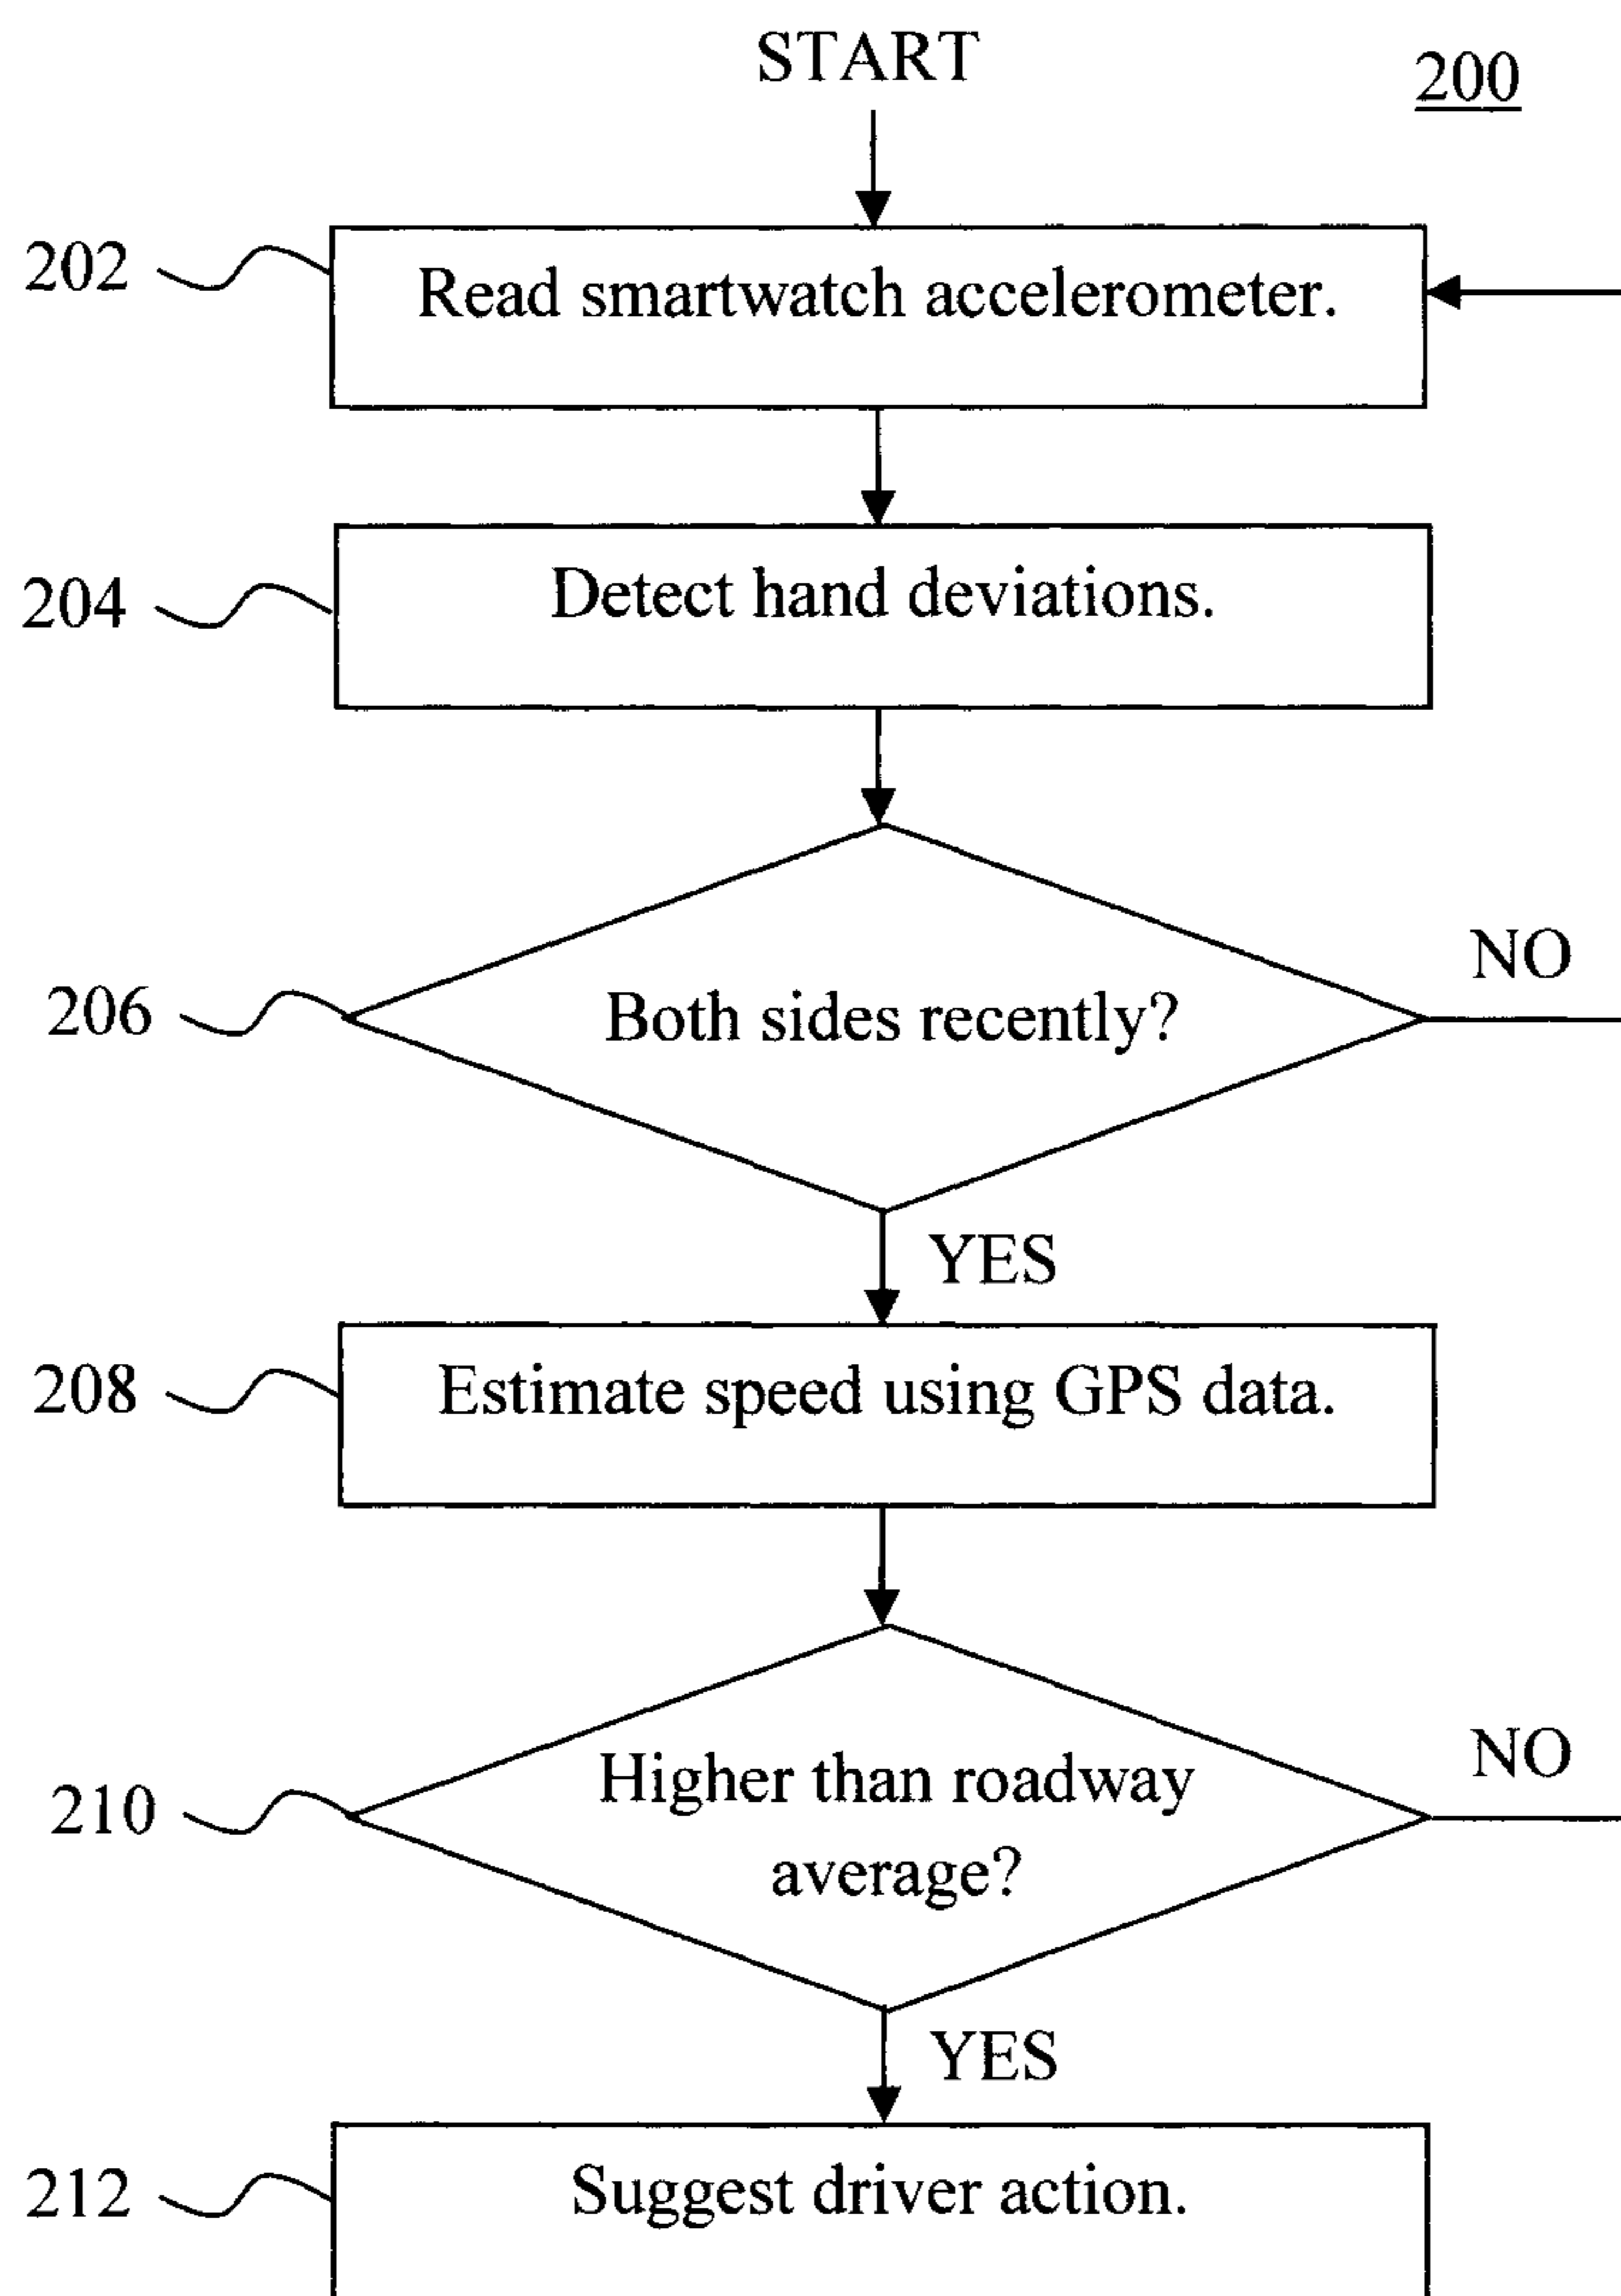 START
200
202
Read smartwatch accelerometer.
204
Detect hand deviations.
NO
206
Both sides recently?
YES
208
Estimate speed using GPS data.
NO
210
Higher than roadway
average?
YES
212
Suggest driver action.